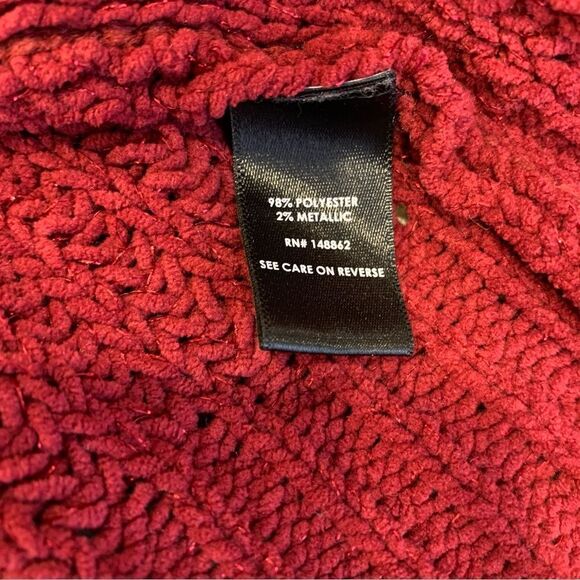 98% POLYESTER
2% METALLIC
RN# 148862
SEE CARE ON REVERSE